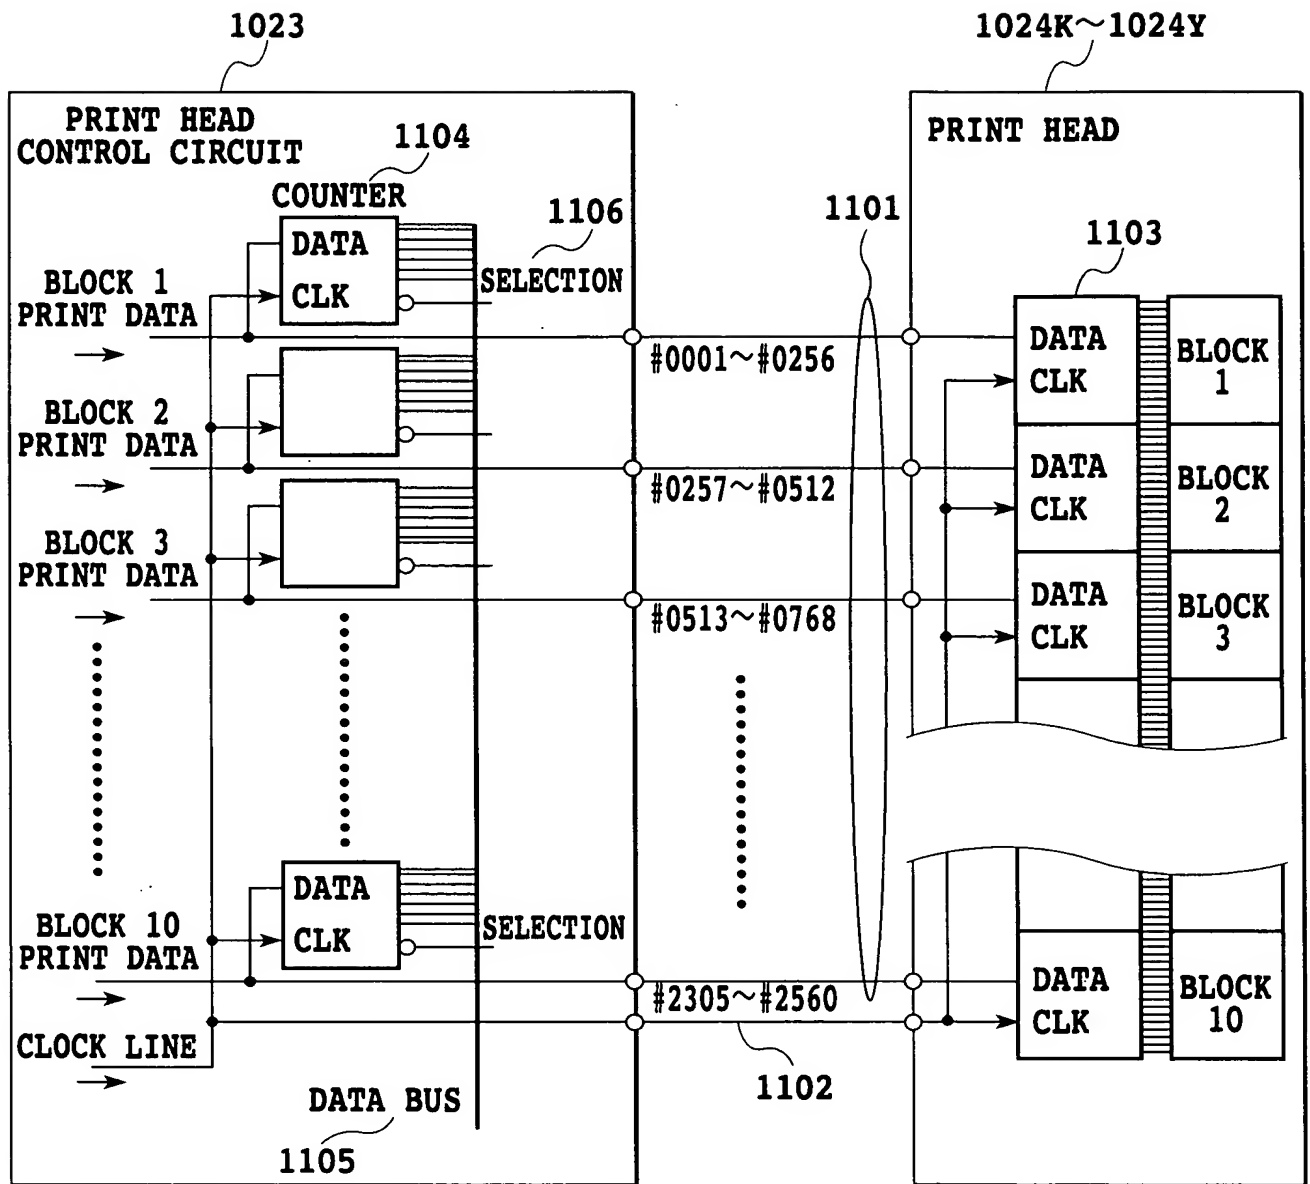 1023
1024K～1024Y
PRINT HEAD
CONTROL CIRCUIT
1104
COUNTER
DATA
CLK
1106
SELECTION
BLOCK 1
PRINT DATA
BLOCK 2
PRINT DATA
BLOCK 3
PRINT DATA
DATA
CLK
SELECTION
BLOCK 10
PRINT DATA
CLOCK LINE
DATA BUS
1105
1101
#0001～#0256
#0257～#0512
#0513～#0768
#2305～#2560
1102
PRINT HEAD
1103
DATA
CLK
BLOCK
1
DATA
CLK
BLOCK
2
DATA
CLK
BLOCK
3
DATA
CLK
BLOCK
10